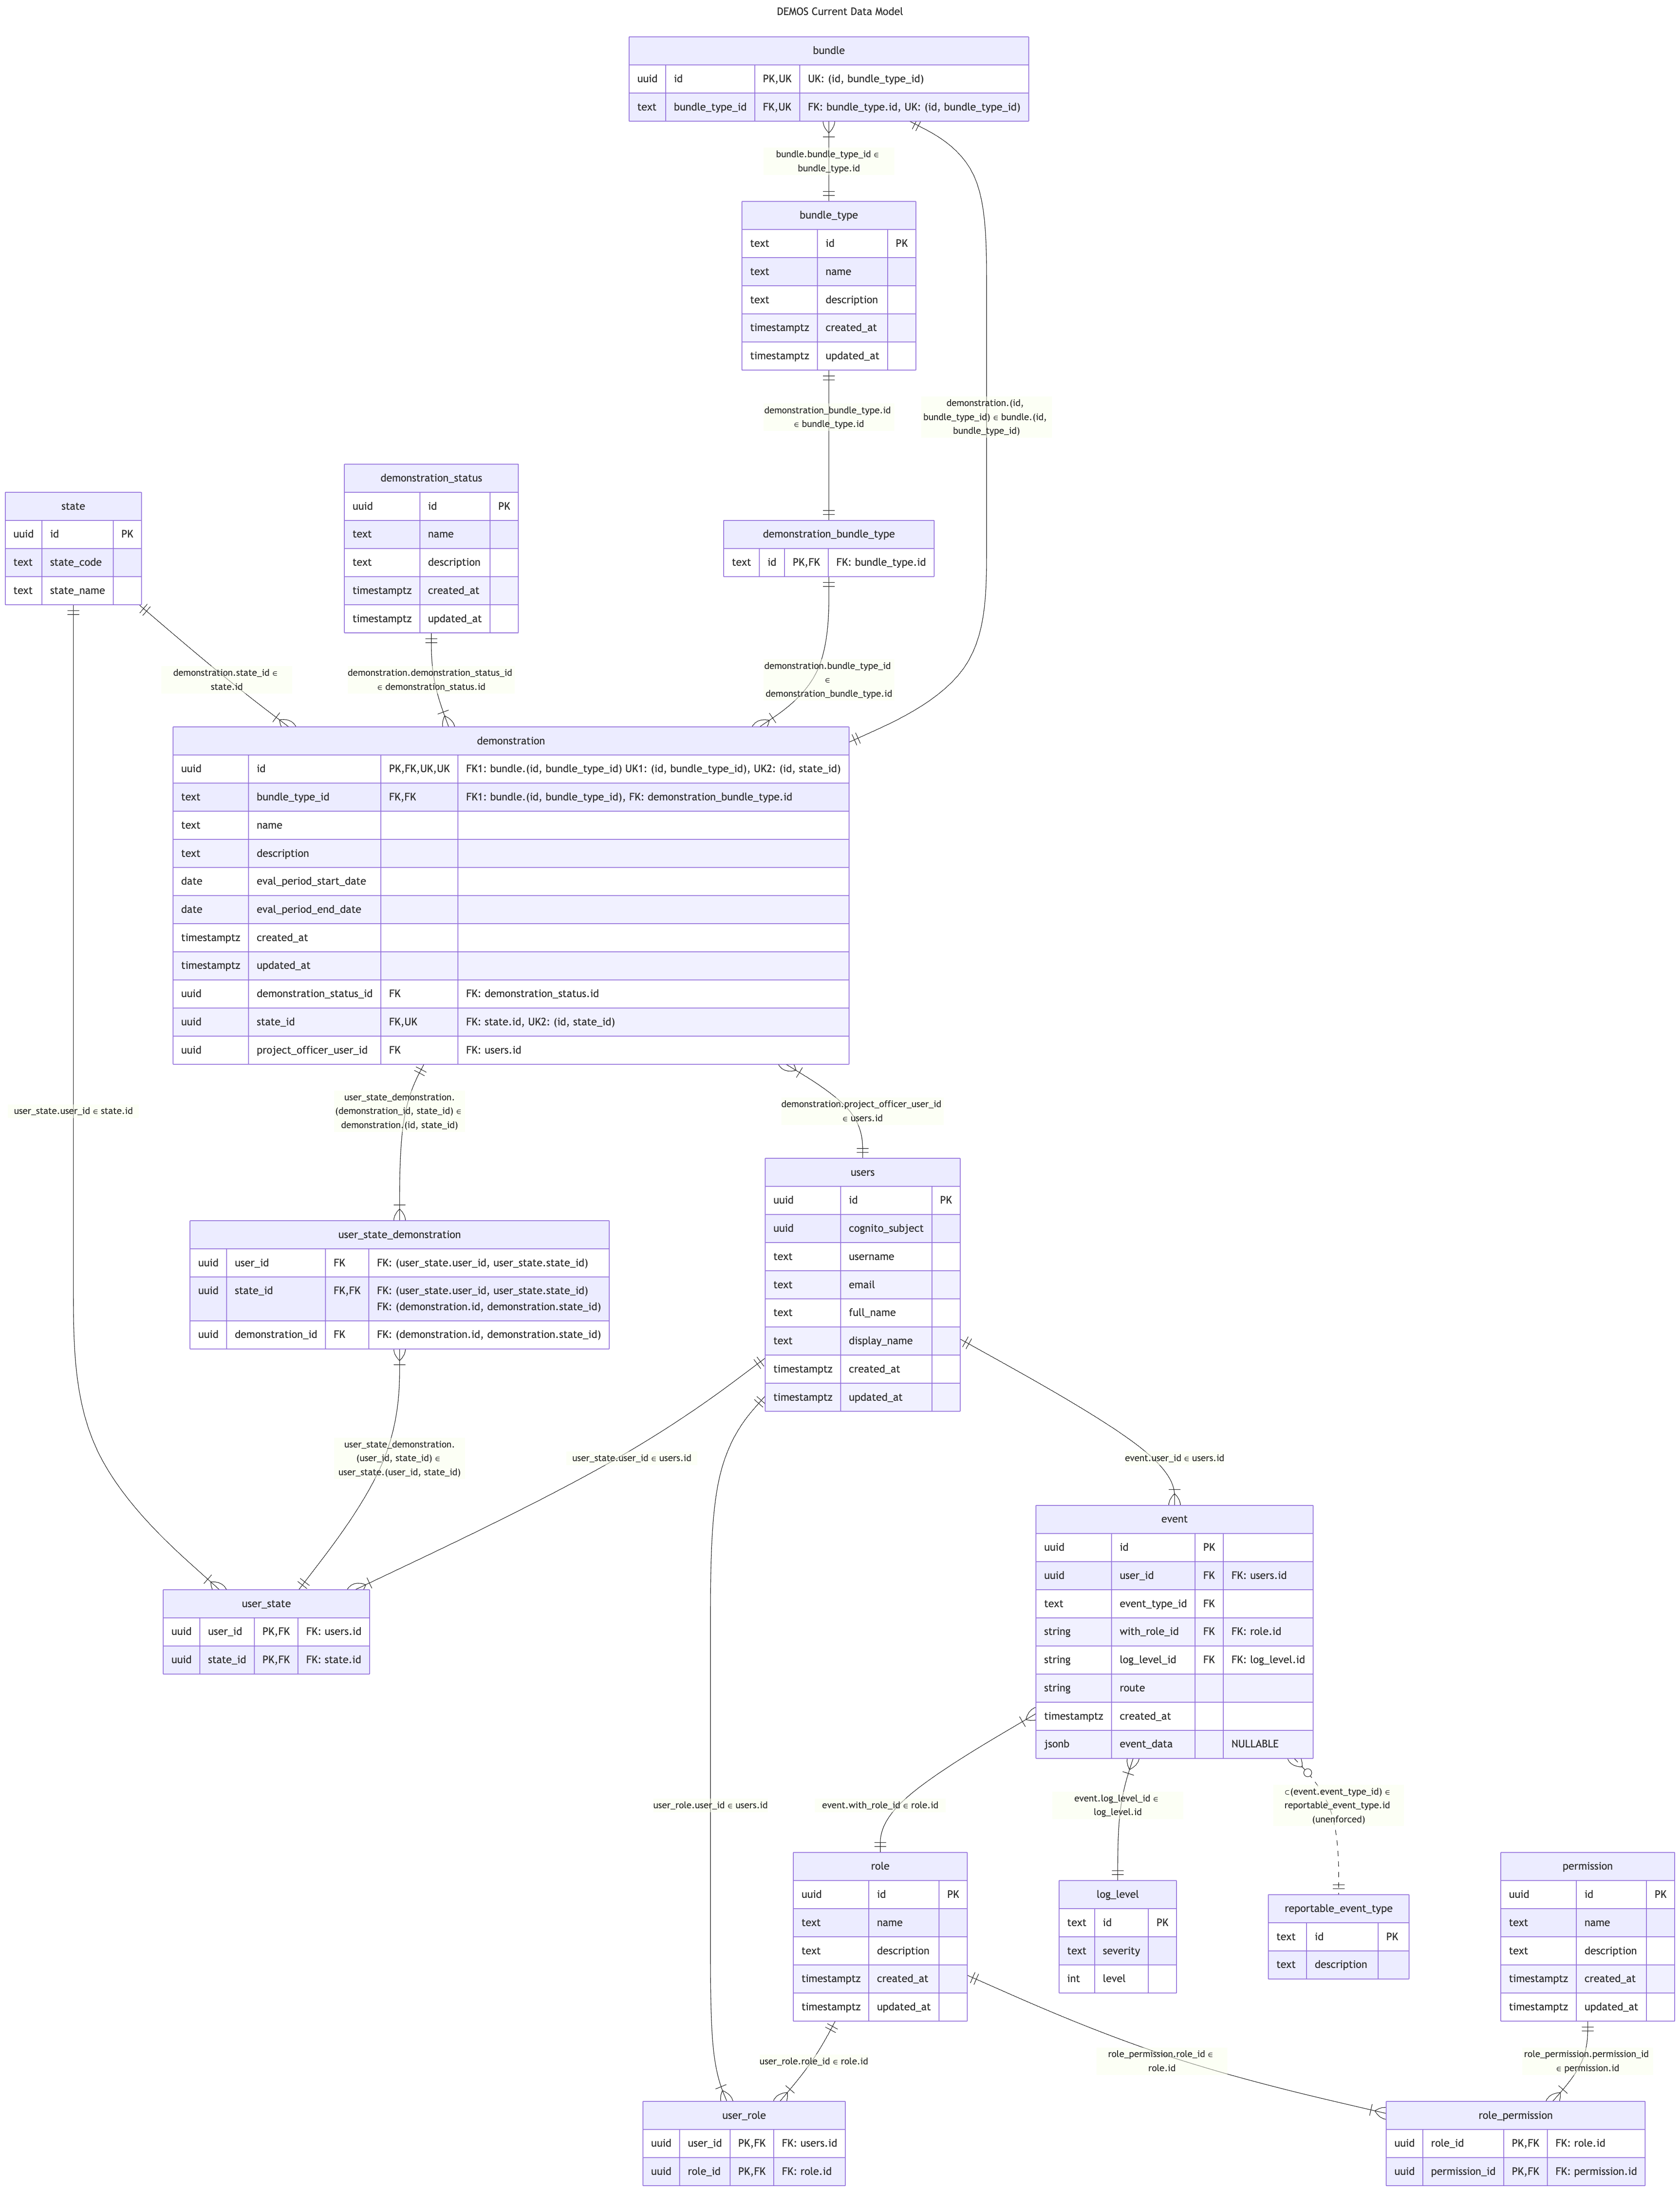 DEMOS Current Data Model
bundle
uuid id PK,UK UK: (id, bundle_type_id)
text bundle_type_id FK,UK FK: bundle_type.id, UK: (id, bundle_type_id)
bundle.bundle_type_id ∈
bundle_type.id
bundle_type
text id PK
text name
text description
timestamptz created_at
timestamptz updated_at
demonstration_bundle_type.id
∈ bundle_type.id
demonstration.(id,
bundle_type_id) ∈ bundle.(id,
bundle_type_id)
state
uuid id PK
text state_code
text state_name
demonstration_status
uuid id PK
text name
text description
timestamptz created_at
timestamptz updated_at
demonstration_bundle_type
text id PK,FK FK: bundle_type.id
demonstration.state_id ∈
state.id
demonstration.demonstration_status_id
∈ demonstration_status.id
demonstration.bundle_type_id
∈
demonstration_bundle_type.id
demonstration
uuid id PK,FK,UK,UK FK1: bundle.(id, bundle_type_id) UK1: (id, bundle_type_id), UK2: (id, state_id)
text bundle_type_id FK,FK FK1: bundle.(id, bundle_type_id), FK: demonstration_bundle_type.id
text name
text description
date eval_period_start_date
date eval_period_end_date
timestamptz created_at
timestamptz updated_at
uuid demonstration_status_id FK FK: demonstration_status.id
uuid state_id FK,UK FK: state.id, UK2: (id, state_id)
uuid project_officer_user_id FK FK: users.id
user_state.user_id ∈ state.id
user_state_demonstration.
(demonstration_id, state_id) ∈
demonstration.(id, state_id)
demonstration.project_officer_user_id
∈ users.id
users
uuid id PK
uuid cognito_subject
text username
text email
text full_name
text display_name
timestamptz created_at
timestamptz updated_at
user_state_demonstration
uuid user_id FK FK: (user_state.user_id, user_state.state_id)
uuid state_id FK,FK FK: (user_state.user_id, user_state.state_id)
FK: (demonstration.id, demonstration.state_id)
uuid demonstration_id FK FK: (demonstration.id, demonstration.state_id)
user_state_demonstration.
(user_id, state_id) ∈
user_state.(user_id, state_id)
user_state.user_id ∈ users.id
event.user_id ∈ users.id
user_state
uuid user_id PK,FK FK: users.id
uuid state_id PK,FK FK: state.id
event
uuid id PK
uuid user_id FK FK: users.id
text event_type_id FK
string with_role_id FK FK: role.id
string log_level_id FK FK: log_level.id
string route
timestamptz created_at
jsonb event_data NULLABLE
user_role.user_id ∈ users.id
event.with_role_id ∈ role.id
event.log_level_id ∈
log_level.id
⊂(event.event_type_id) ∈
reportable_event_type.id
(unenforced)
role
uuid id PK
text name
text description
timestamptz created_at
timestamptz updated_at
log_level
text id PK
text severity
int level
reportable_event_type
text id PK
text description
permission
uuid id PK
text name
text description
timestamptz created_at
timestamptz updated_at
user_role.role_id ∈ role.id
role_permission.role_id ∈
role.id
role_permission.permission_id
∈ permission.id
user_role
uuid user_id PK,FK FK: users.id
uuid role_id PK,FK FK: role.id
role_permission
uuid role_id PK,FK FK: role.id
uuid permission_id PK,FK FK: permission.id